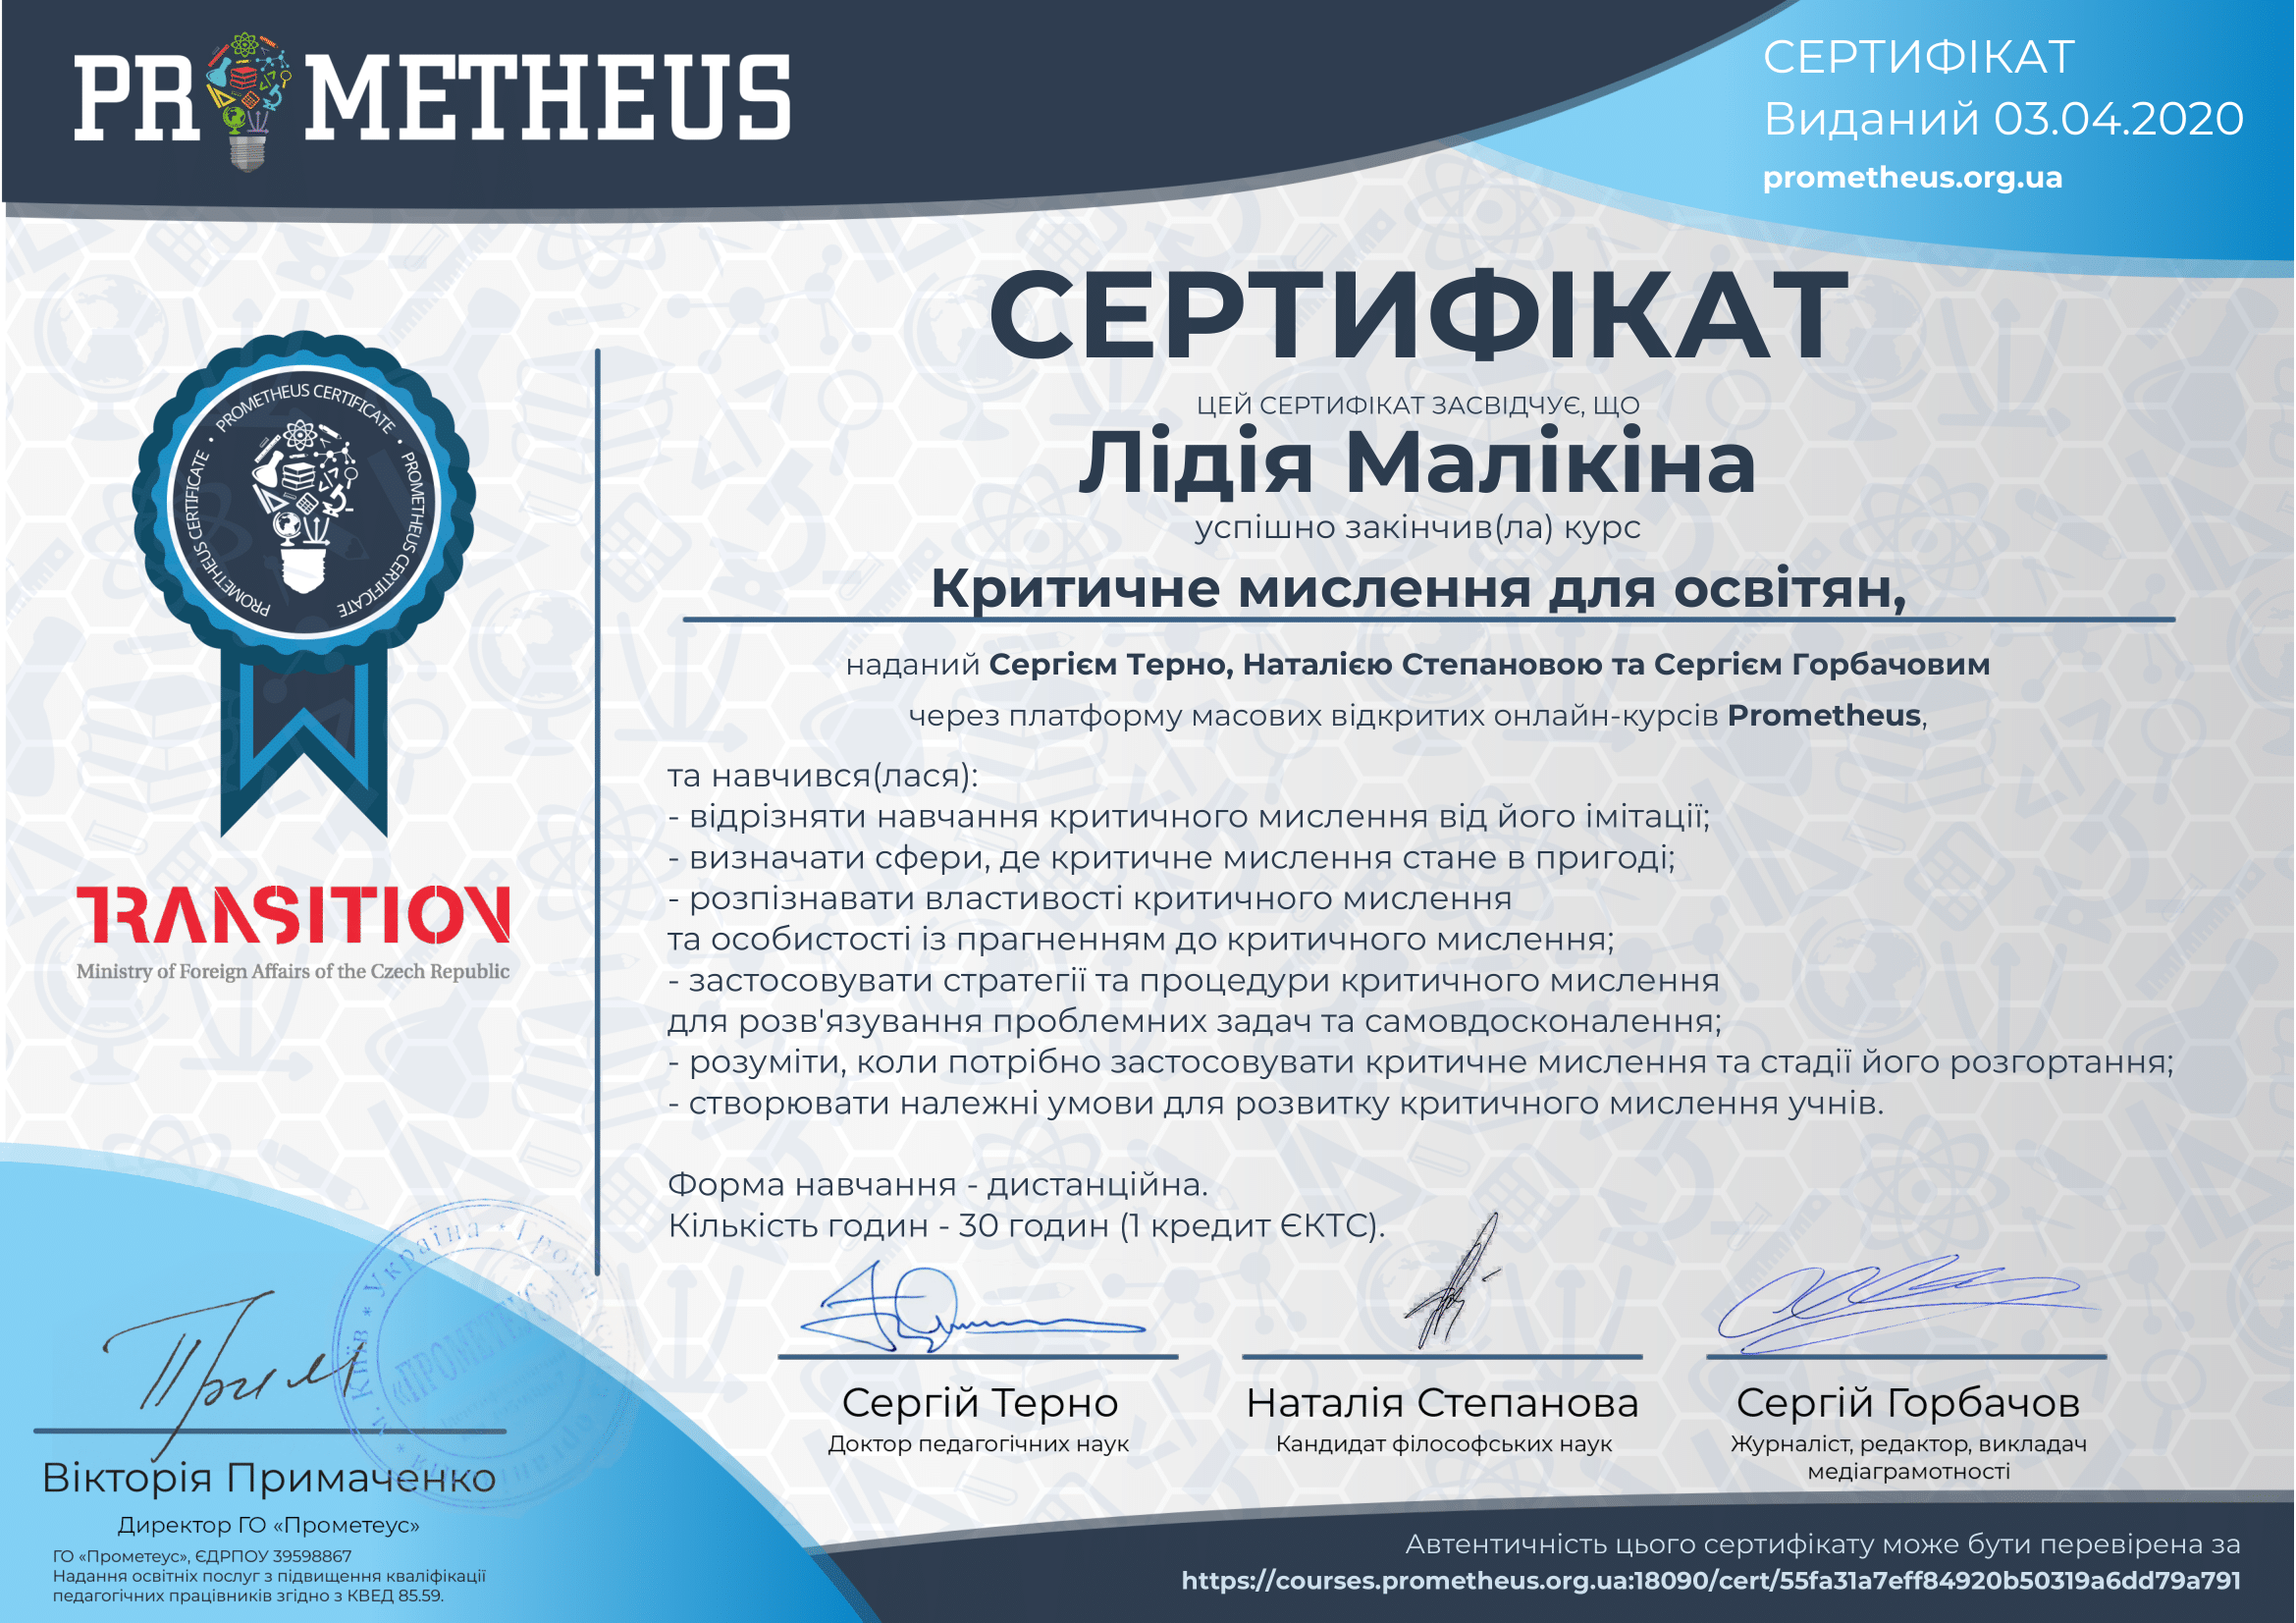 PROMETHEUS
СЕРТИФІКАТ
Виданий 03.04.2020
prometheus.org.ua
СЕРТИФІКАТ
ЦЕЙ СЕРТИФІКАТ ЗАСВІДЧУЄ, ЩО
Лідія Малікіна
успішно закінчив(ла) курс
Критичне мислення для освітян,
наданий Сергієм Терно, Наталією Степановою та Сергієм Горбачовим
через платформу масових відкритих онлайн-курсів Prometheus,
та навчився(лася):
- відрізняти навчання критичного мислення від його імітації;
- визначати сфери, де критичне мислення стане в пригоді;
- розпізнавати властивості критичного мислення
та особистості із прагненням до критичного мислення;
- застосовувати стратегії та процедури критичного мислення
для розв'язування проблемних задач та самовдосконалення;
- розуміти, коли потрібно застосовувати критичне мислення та стадії його розгортання;
- створювати належні умови для розвитку критичного мислення учнів.
Форма навчання - дистанційна.
Кількість годин - 30 годин (1 кредит ЄКТС).
PROMETHEUS CERTIFICATE • PROMETHEUS CERTIFICATE • PROMETHEUS CERTIFICATE
TRANSITION
Ministry of Foreign Affairs of the Czech Republic
Прим
м. Київ * Україна *
«ПРОМЕТЕУС»
Вікторія Примаченко
Директор ГО «Прометеус»
ГО «Прометеус», ЄДРПОУ 39598867
Надання освітніх послуг з підвищення кваліфікації
педагогічних працівників згідно з КВЕД 85.59.
Сергій Терно
Доктор педагогічних наук
Наталія Степанова
Кандидат філософських наук
Сергій Горбачов
Журналіст, редактор, викладач
медіаграмотності
Автентичність цього сертифікату може бути перевірена за
https://courses.prometheus.org.ua:18090/cert/55fa31a7eff84920b50319a6dd79a791